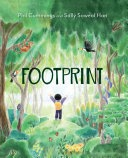 Phil Cummings and Sally Soweol Han
FOOTPRINT